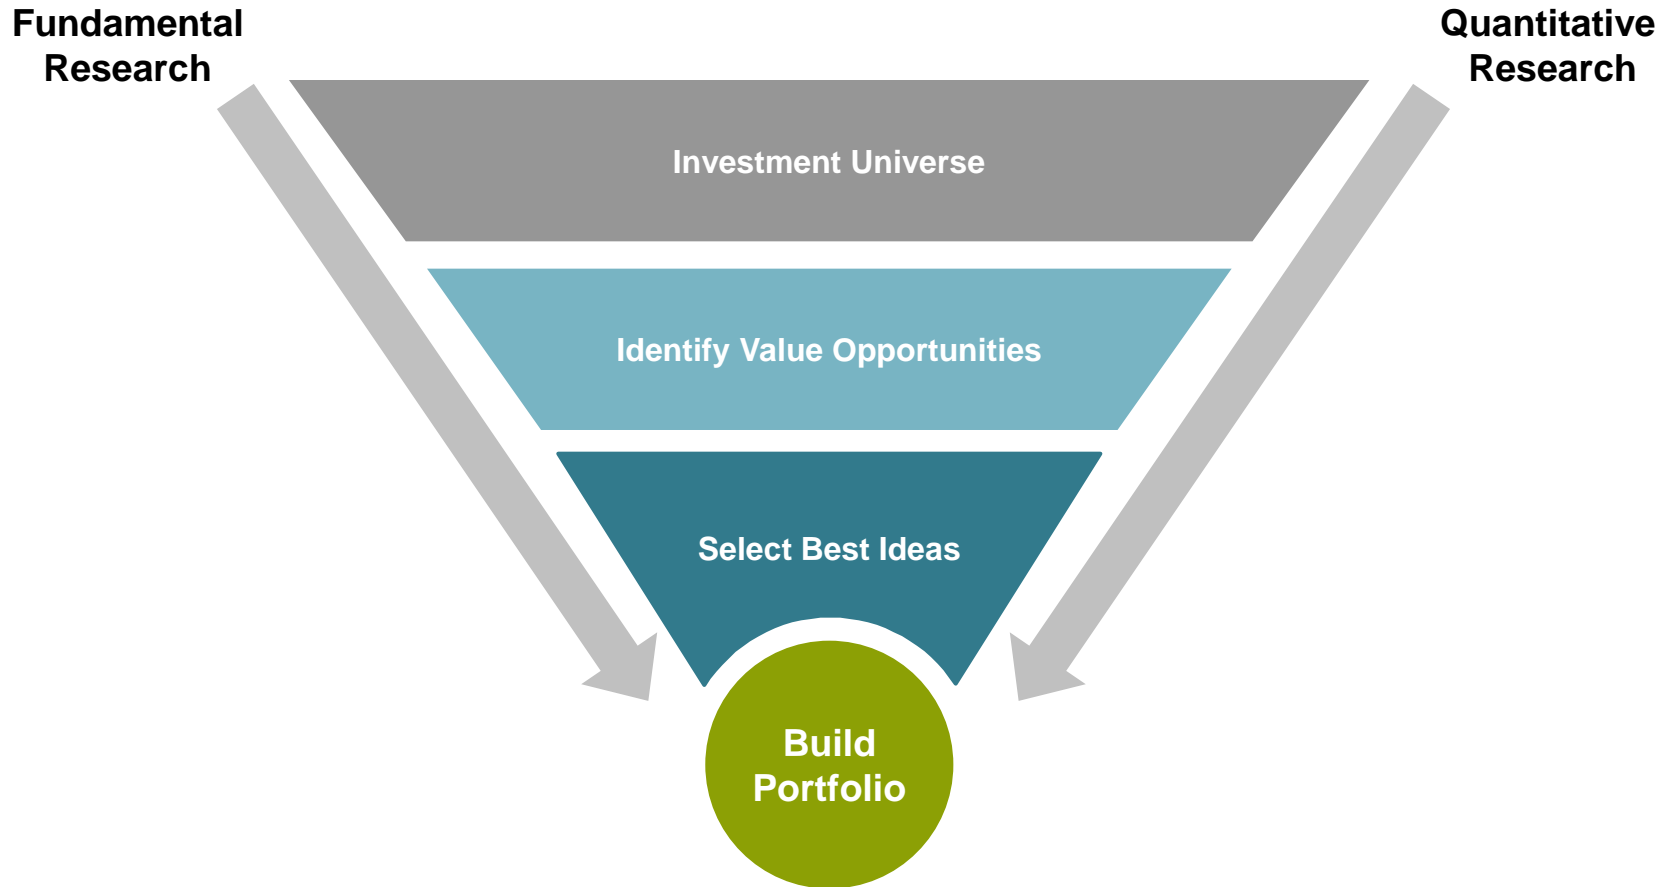 Fundamental
Research
Quantitative
Research
Investment Universe
Identify Value Opportunities
Select Best Ideas
Build
Portfolio